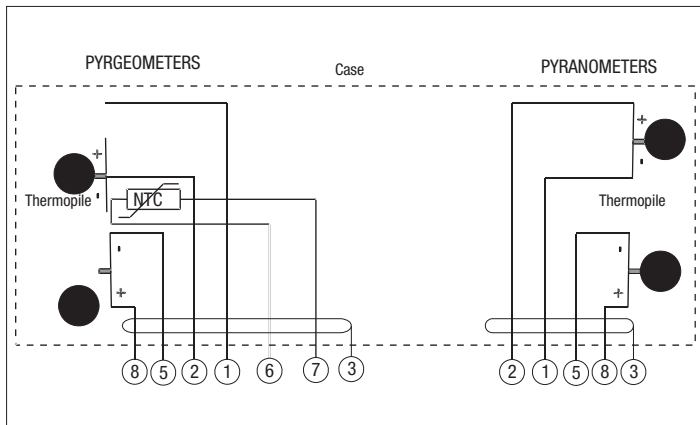 PYRGEOMETERS
Case
PYRANOMETERS
+
-
Thermopile
NTC
-
+
+
-
Thermopile
-
+
8 5 2 1 6 7 3
2 1 5 8 3